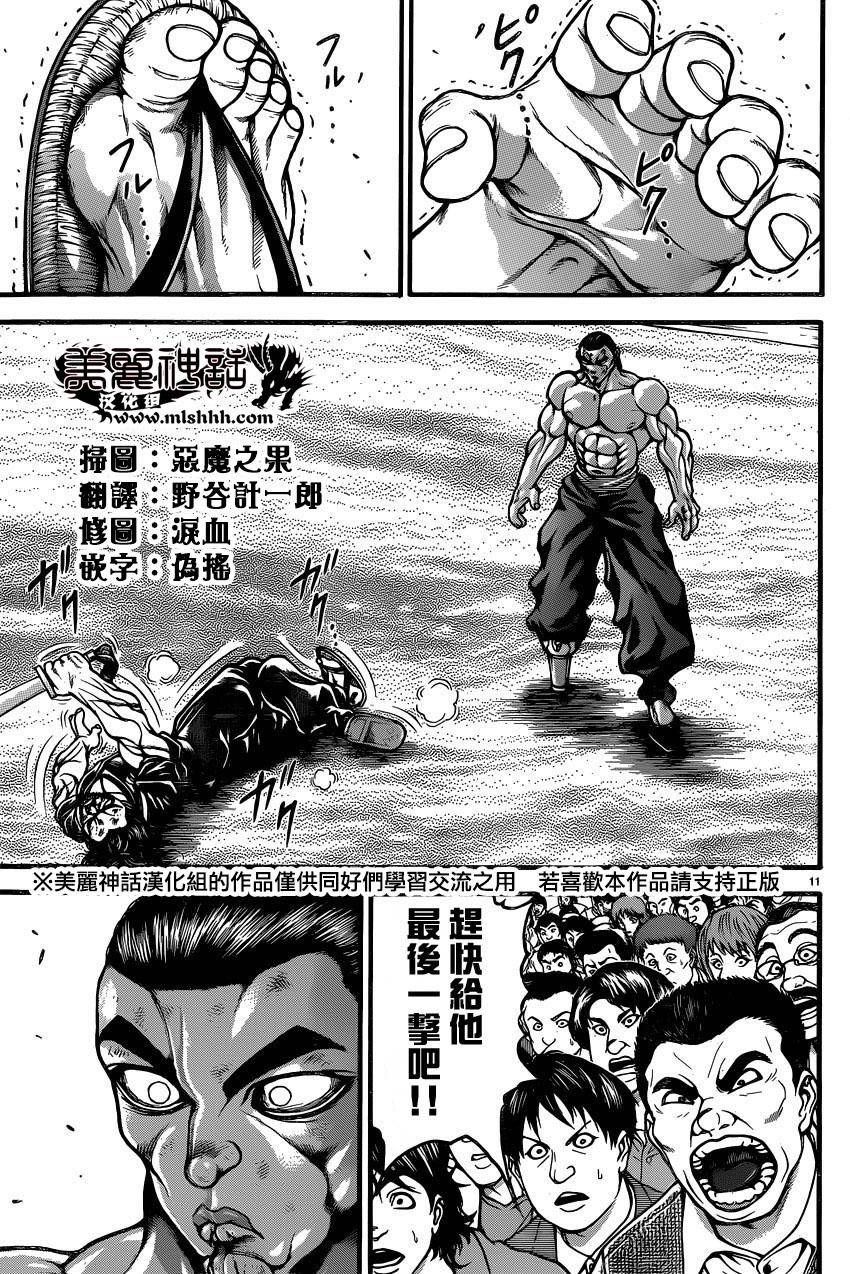 ピク
ピク
ブル
ブル
美麗神話
汉化组
www.mlshhh.com
掃圖：惡魔之果
翻譯：野谷計一郎
修圖：淚血
嵌字：偽搖
ガク
ガク
ガク
※美麗神話漢化組的作品僅供同好們學習交流之用　若喜歡本作品請支持正版
11
趕快給他
最後一擊吧!!